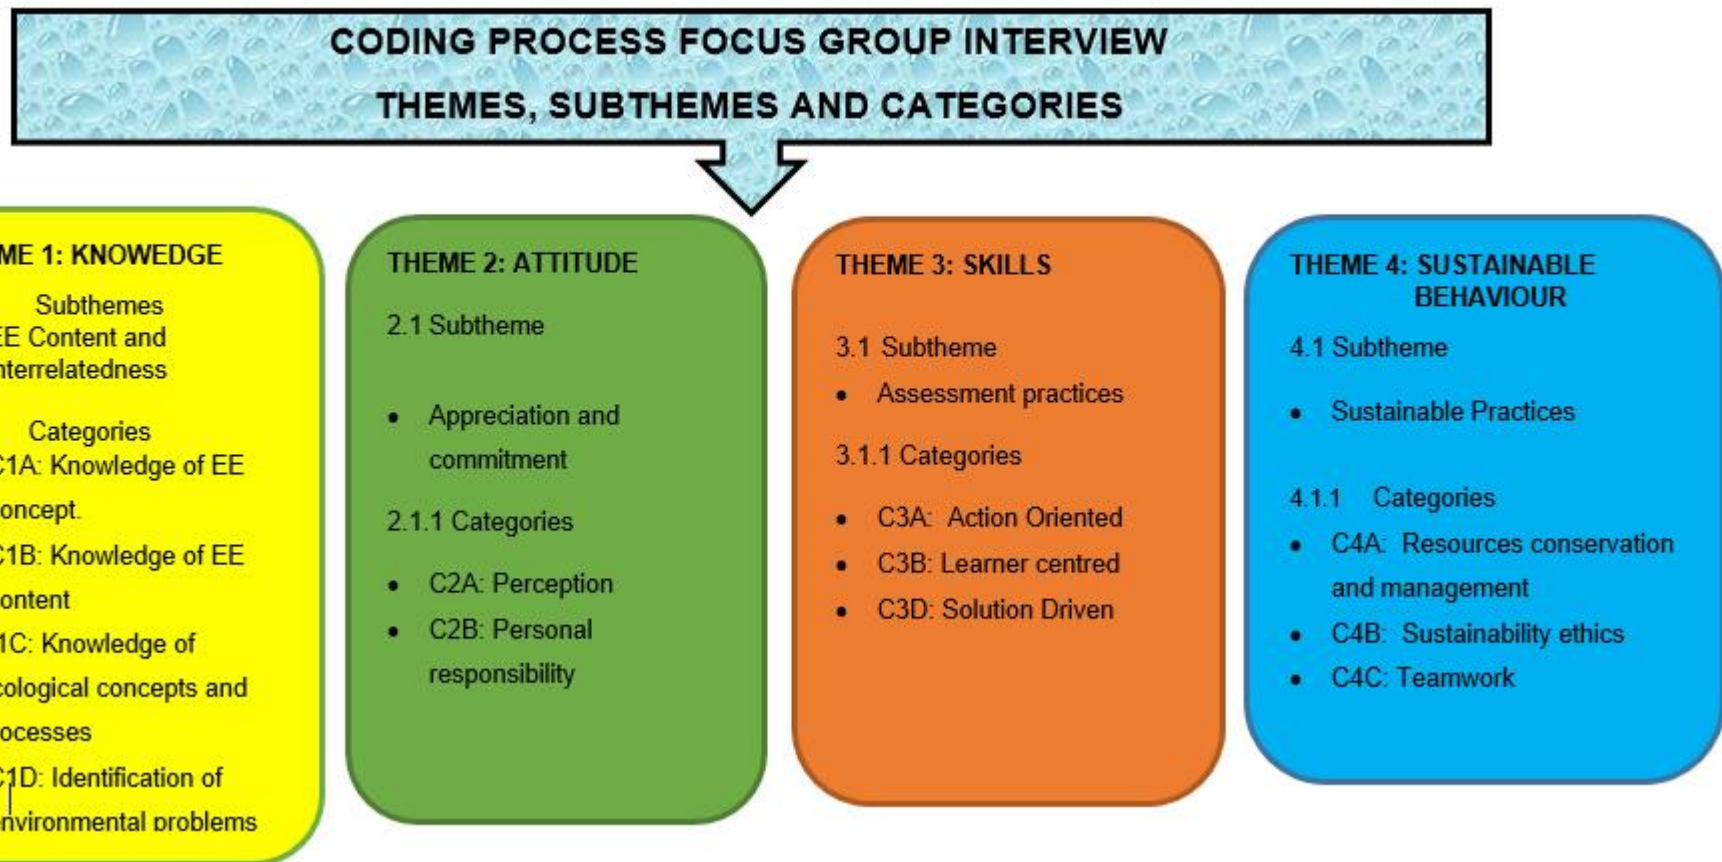 CODING PROCESS FOCUS GROUP INTERVIEW
THEMES, SUBTHEMES AND CATEGORIES
ME 1: KNOWEDGE
Subthemes
EE Content and
nterrelatedness
Categories
C1A: Knowledge of EE
oncept.
C1B: Knowledge of EE
ontent
1C: Knowledge of
cological concepts and
ocesses
C1D: Identification of
environmental problems
THEME 2: ATTITUDE
2.1 Subtheme
• Appreciation and
commitment
2.1.1 Categories
• C2A: Perception
• C2B: Personal
responsibility
THEME 3: SKILLS
3.1 Subtheme
• Assessment practices
3.1.1 Categories
• C3A: Action Oriented
• C3B: Learner centred
• C3D: Solution Driven
THEME 4: SUSTAINABLE
BEHAVIOUR
4.1 Subtheme
• Sustainable Practices
4.1.1 Categories
• C4A: Resources conservation
and management
• C4B: Sustainability ethics
• C4C: Teamwork